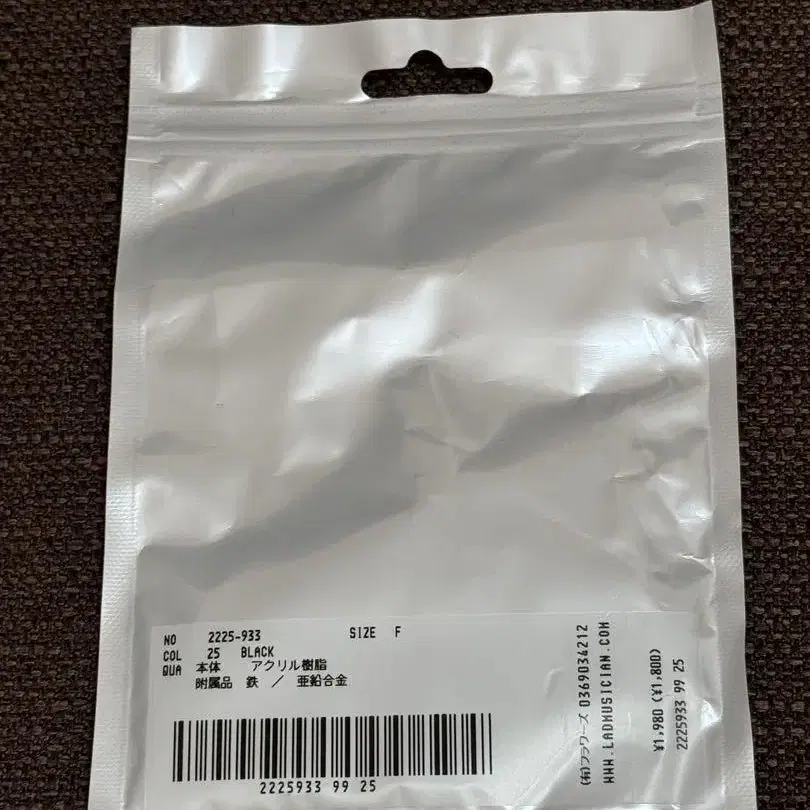 NO 2225-933 SIZE F
COL 25 BLACK
QUA 本体 アクリル樹脂
附属品 鉄 / 亜鉛合金
2225933 99 25
(有)フラワーズ 0369034212
WWW.LADMUSICIAN.COM
¥1,980 (¥1,800)
2225933 99 25